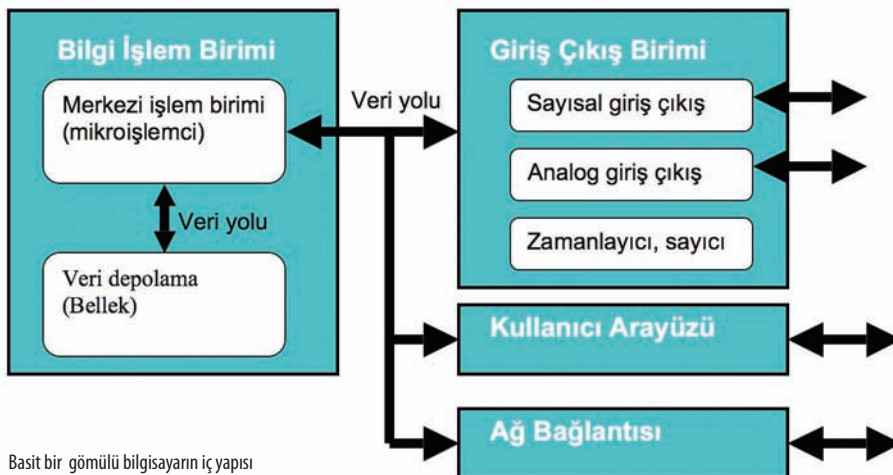 Bilgi İşlem Birimi
Merkezi işlem birimi
(mikroişlemci)
Veri yolu
Veri depolama
(Bellek)
Veri yolu
Giriş Çıkış Birimi
Sayısal giriş çıkış
Analog giriş çıkış
Zamanlayıcı, sayıcı
Kullanıcı Arayüzü
Ağ Bağlantısı
Basit bir gömülü bilgisayarın iç yapısı